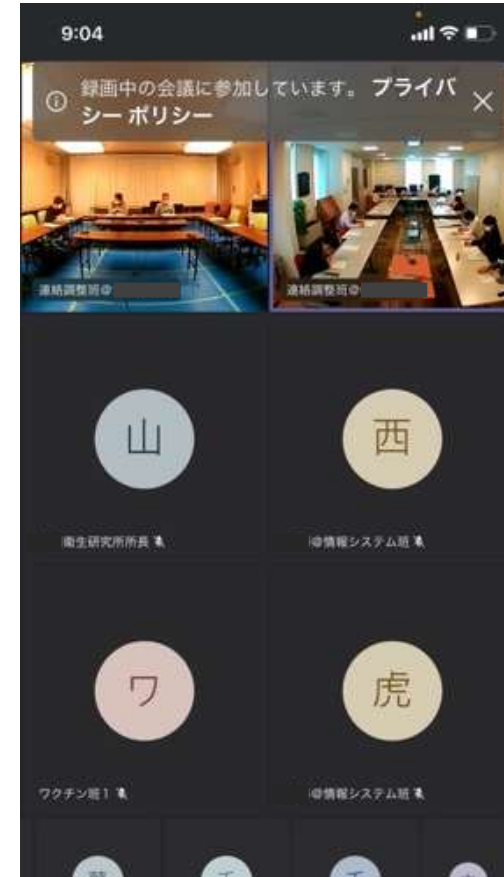 9:04
録画中の会議に参加しています。 プライバ
シー ポリシー
連絡調整班@
連絡調整班@
山
西
衛生研究所所長
@情報システム班
ワ
虎
ワクチン班1
@情報システム班